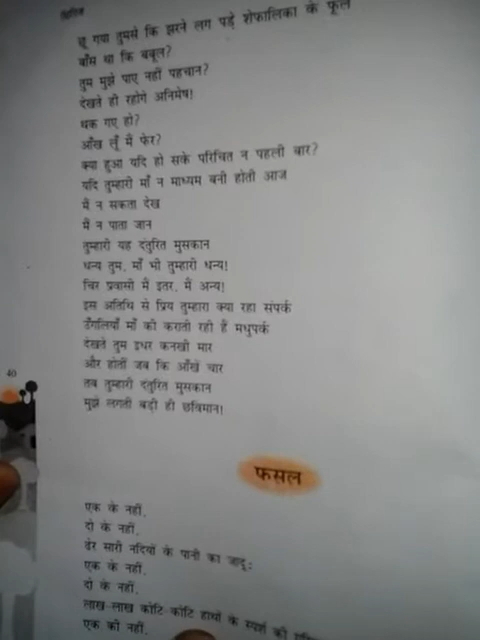 क्षितिज
छू गया तुमसे कि झरने लग पड़े शेफालिका के फूल
बाँस था कि बबूल?
तुम मुझे पाए नहीं पहचान?
देखते ही रहोगे अनिमेष!
थक गए हो?
आँख लूँ मैं फेर?
क्या हुआ यदि हो सके परिचित न पहली बार?
यदि तुम्हारी माँ न माध्यम बनी होती आज
मैं न सकता देख
मैं न पाता जान
तुम्हारी यह दंतुरित मुसकान
धन्य तुम, माँ भी तुम्हारी धन्य!
चिर प्रवासी मैं इतर, मैं अन्य!
इस अतिथि से प्रिय तुम्हारा क्या रहा संपर्क
उँगलियाँ माँ की कराती रही हैं मधुपर्क
देखते तुम इधर कनखी मार
और होतीं जब कि आँखें चार
तब तुम्हारी दंतुरित मुसकान
मुझे लगती बड़ी ही छविमान!
40
फसल
एक के नहीं,
दो के नहीं,
ढेर सारी नदियों के पानी का जादू:
एक के नहीं,
दो के नहीं,
लाख-लाख कोटि-कोटि हाथों के स्पर्श की
एक की नहीं,